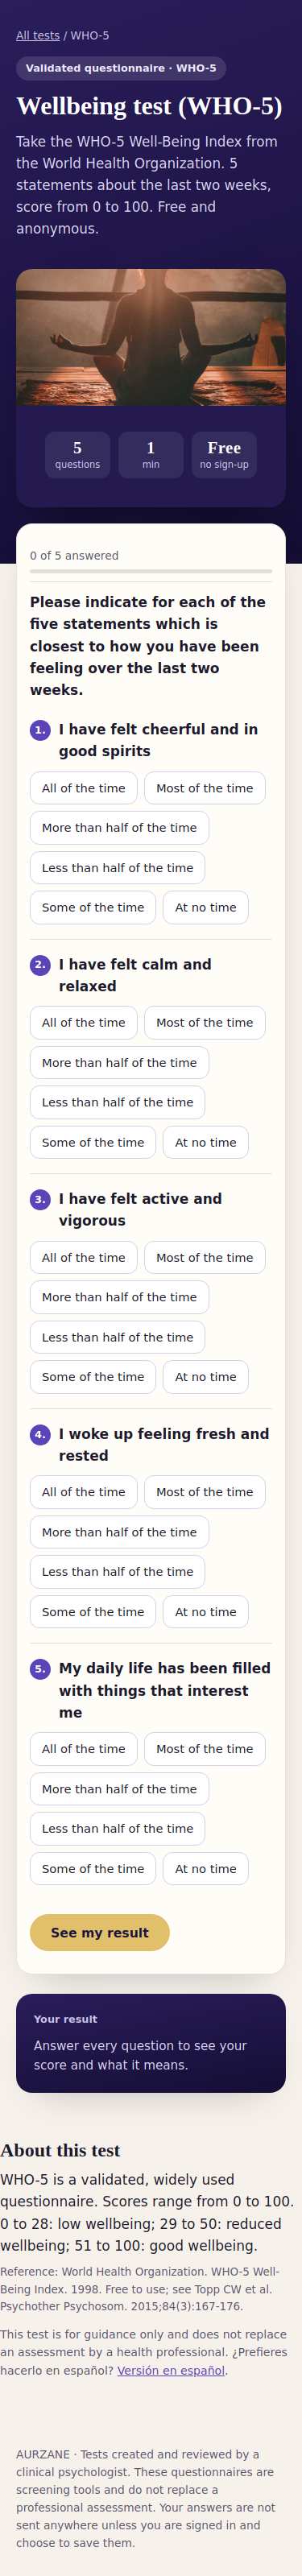 All tests / WHO-5
Validated questionnaire · WHO-5
Wellbeing test (WHO-5)
Take the WHO-5 Well-Being Index from
the World Health Organization. 5
statements about the last two weeks,
score from 0 to 100. Free and
anonymous.
5
questions
1
min
Free
no sign-up
0 of 5 answered
Please indicate for each of the
five statements which is
closest to how you have been
feeling over the last two
weeks.
1. I have felt cheerful and in
good spirits
All of the time Most of the time
More than half of the time
Less than half of the time
Some of the time At no time
2. I have felt calm and
relaxed
All of the time Most of the time
More than half of the time
Less than half of the time
Some of the time At no time
3. I have felt active and
vigorous
All of the time Most of the time
More than half of the time
Less than half of the time
Some of the time At no time
4. I woke up feeling fresh and
rested
All of the time Most of the time
More than half of the time
Less than half of the time
Some of the time At no time
5. My daily life has been filled
with things that interest
me
All of the time Most of the time
More than half of the time
Less than half of the time
Some of the time At no time
See my result
Your result
Answer every question to see your
score and what it means.
About this test
WHO-5 is a validated, widely used
questionnaire. Scores range from 0 to 100.
0 to 28: low wellbeing; 29 to 50: reduced
wellbeing; 51 to 100: good wellbeing.
Reference: World Health Organization. WHO-5 Well-
Being Index. 1998. Free to use; see Topp CW et al.
Psychother Psychosom. 2015;84(3):167-176.
This test is for guidance only and does not replace
an assessment by a health professional. ¿Prefieres
hacerlo en español? Versión en español.
AURZANE · Tests created and reviewed by a
clinical psychologist. These questionnaires are
screening tools and do not replace a
professional assessment. Your answers are not
sent anywhere unless you are signed in and
choose to save them.